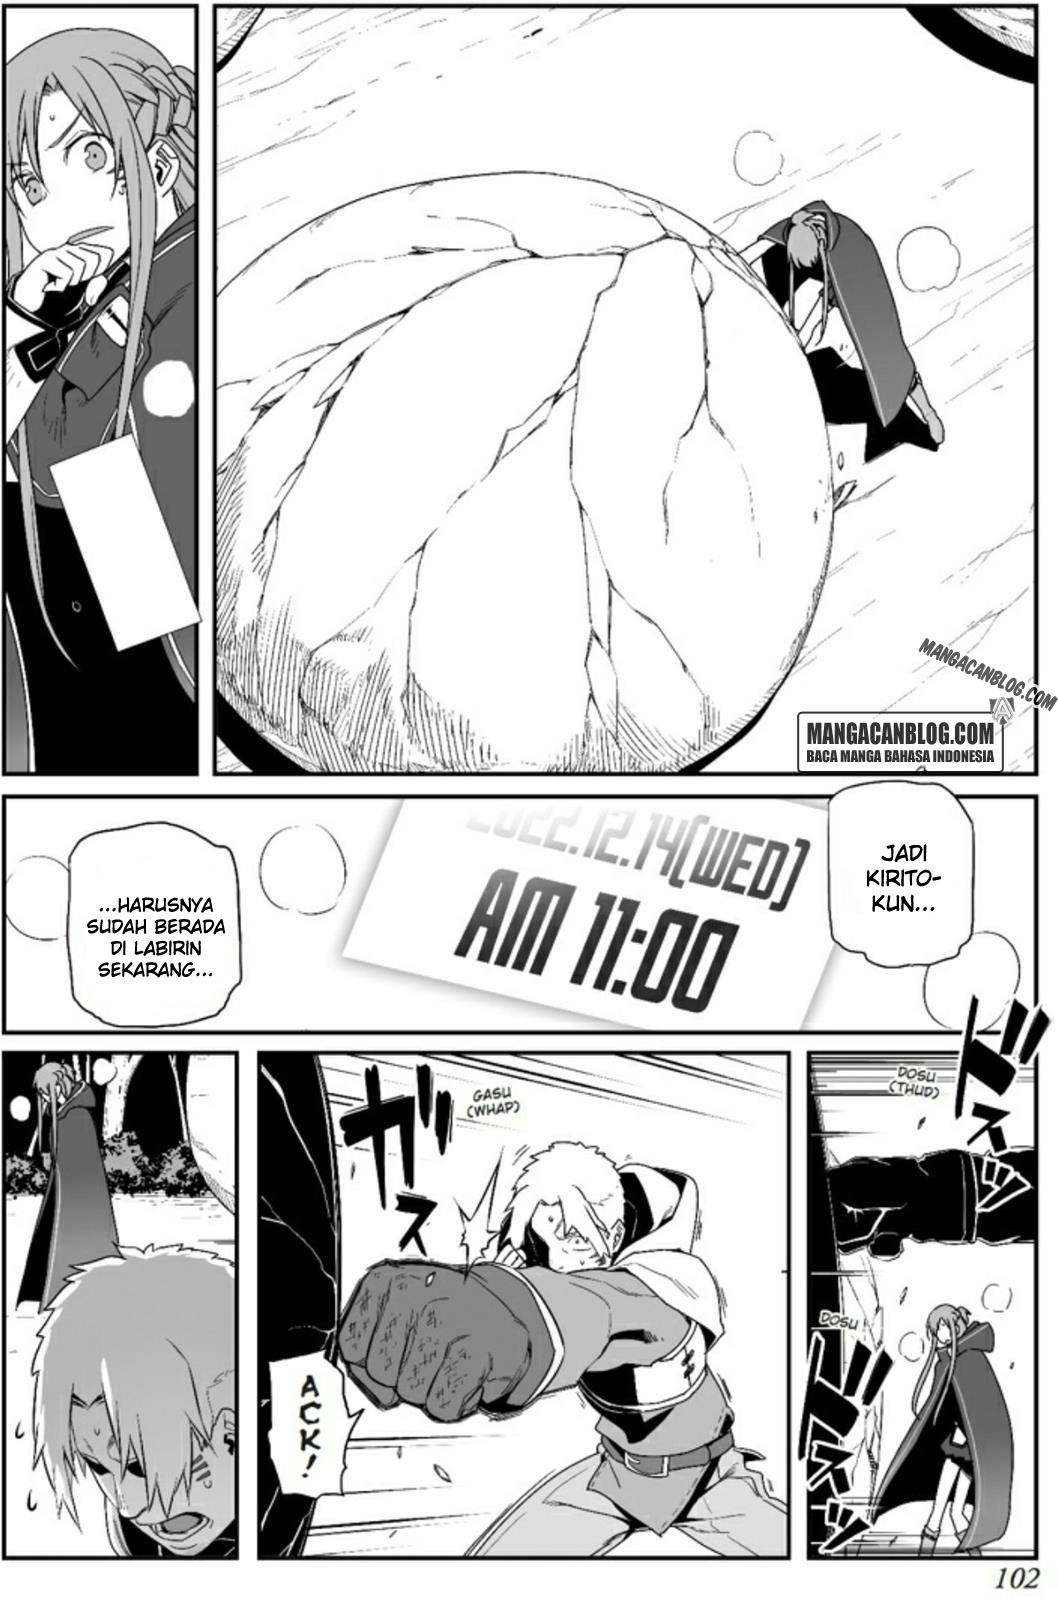 MANGACANBLOG.COM
MANGACANBLOG.COM
BACA MANGA BAHASA INDONESIA
JADI
KIRITO-
KUN...
2022.12.14(WED)
AM 11:00
...HARUSNYA
SUDAH BERADA
DI LABIRIN
SEKARANG...
ドス
DOSU
(THUD)
DOSU
ドスッ
ガス
GASU
(WHAP)
ACK!
102